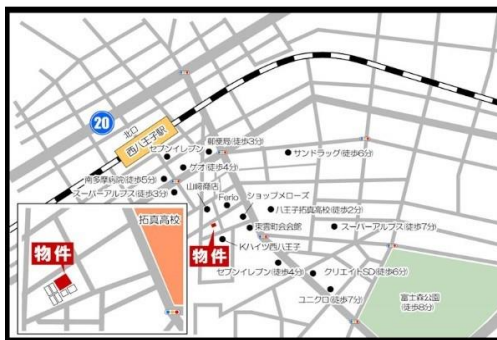 20
北口
西八王子駅
セブンイレブン
郵便局(徒歩3分)
ゲオ(徒歩4分)
サンドラッグ(徒歩6分)
南多摩病院(徒歩5分)
スーパーアルプス(徒歩3分)
山崎商店
Ferio
ショップメローズ
八王子拓真高校(徒歩2分)
東雲町会会館
スーパーアルプス(徒歩7分)
物件
Kハイツ西八王子
セブンイレブン(徒歩4分)
クリエイトSD(徒歩6分)
ユニクロ(徒歩7分)
富士森公園
(徒歩8分)
拓真高校
物件